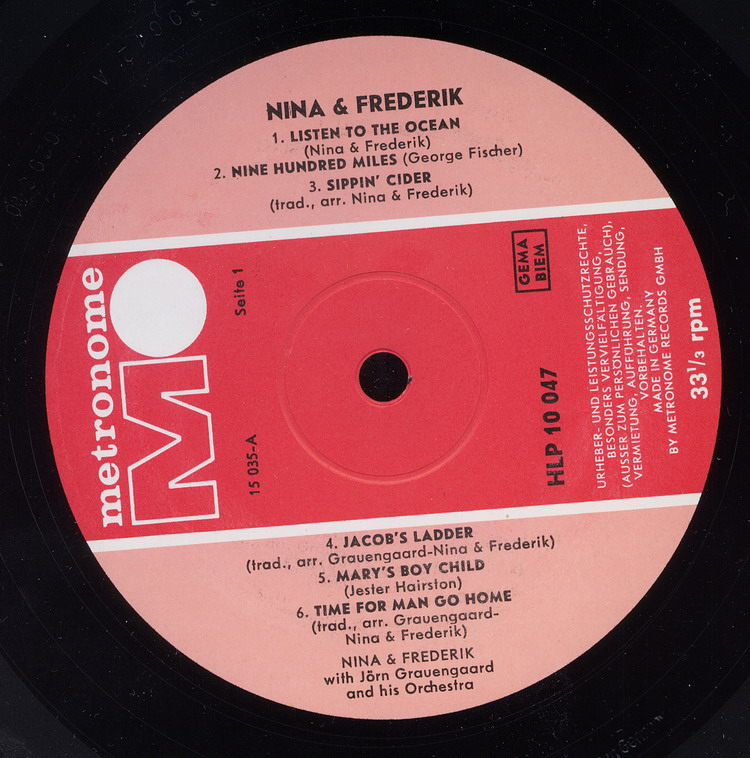 NINA & FREDERIK
1. LISTEN TO THE OCEAN
(Nina & Frederik)
2. NINE HUNDRED MILES (George Fischer)
3. SIPPIN' CIDER
(trad., arr. Nina & Frederik)
metronome
M
Seite 1
15 035-A
GEMA
BIEM
HLP 10 047
URHEBER- UND LEISTUNGSSCHUTZRECHTE,
BESONDERS VERVIELFÄLTIGUNG,
(AUSSER ZUM PERSÖNLICHEN GEBRAUCH),
VERMIETUNG, AUFFÜHRUNG, SENDUNG,
VORBEHALTEN.
MADE IN GERMANY
BY METRONOME RECORDS GMBH
33 1/3 rpm
4. JACOB'S LADDER
(trad., arr. Grauengaard-Nina & Frederik)
5. MARY'S BOY CHILD
(Jester Hairston)
6. TIME FOR MAN GO HOME
(trad., arr. Grauengaard-
Nina & Frederik)
NINA & FREDERIK
with Jörn Grauengaard
and his Orchestra